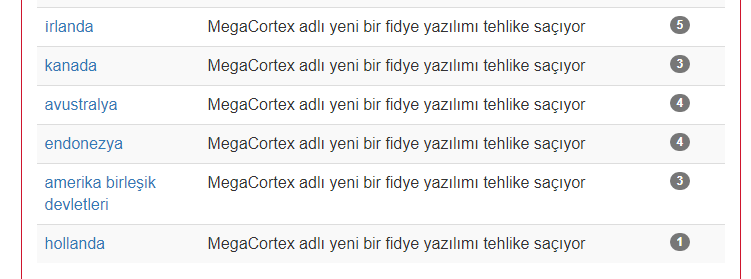 irlanda MegaCortex adlı yeni bir fidye yazılımı tehlike saçıyor 5
kanada MegaCortex adlı yeni bir fidye yazılımı tehlike saçıyor 3
avustralya MegaCortex adlı yeni bir fidye yazılımı tehlike saçıyor 4
endonezya MegaCortex adlı yeni bir fidye yazılımı tehlike saçıyor 4
amerika birleşik MegaCortex adlı yeni bir fidye yazılımı tehlike saçıyor 3
devletleri
hollanda MegaCortex adlı yeni bir fidye yazılımı tehlike saçıyor 1